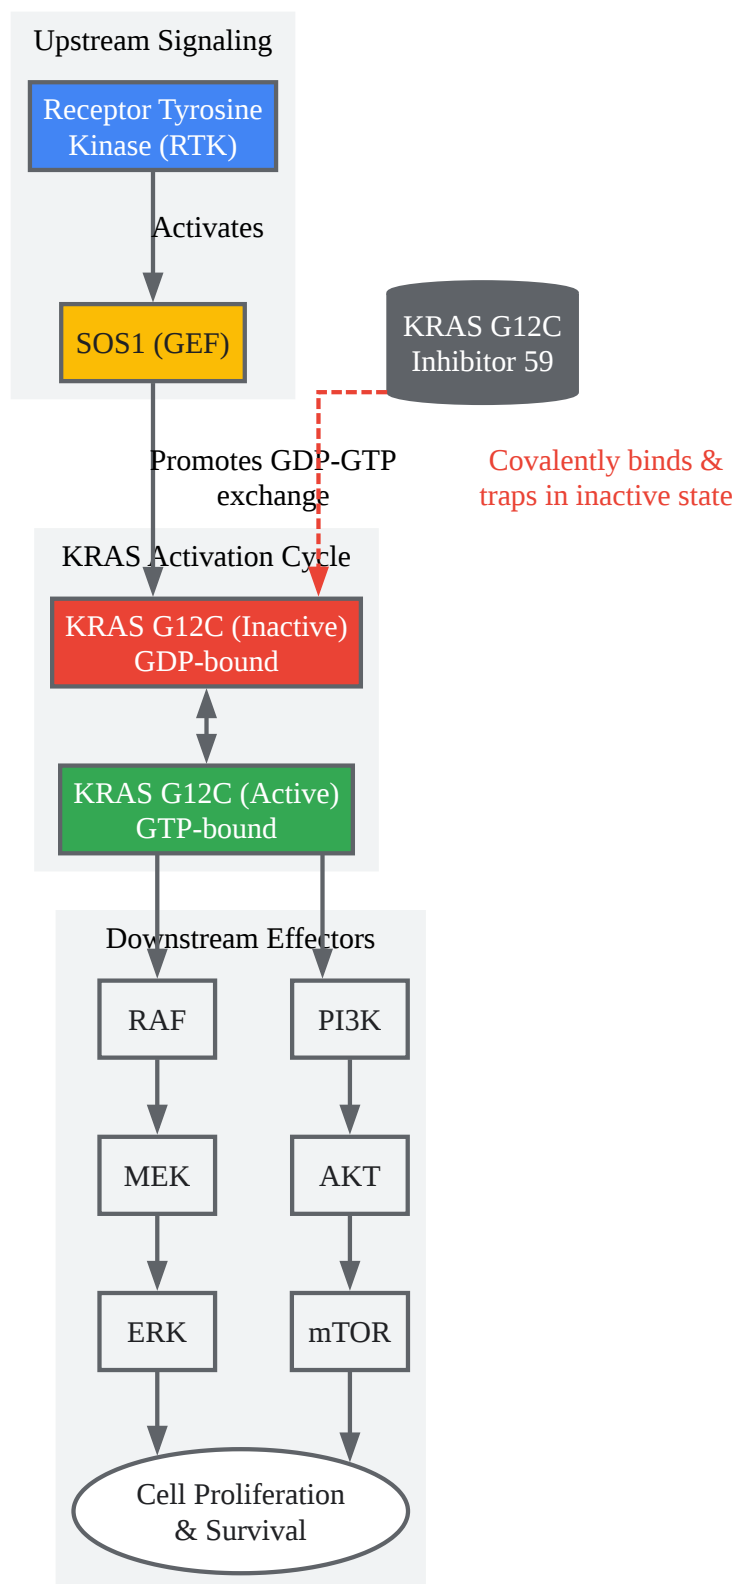 Upstream Signaling
Receptor Tyrosine
Kinase (RTK)
Activates
SOS1 (GEF)
KRAS G12C
Inhibitor 59
Promotes GDP-GTP
exchange
Covalently binds &
traps in inactive state
KRAS Activation Cycle
KRAS G12C (Inactive)
GDP-bound
KRAS G12C (Active)
GTP-bound
Downstream Effectors
RAF
PI3K
MEK
AKT
ERK
mTOR
Cell Proliferation
& Survival